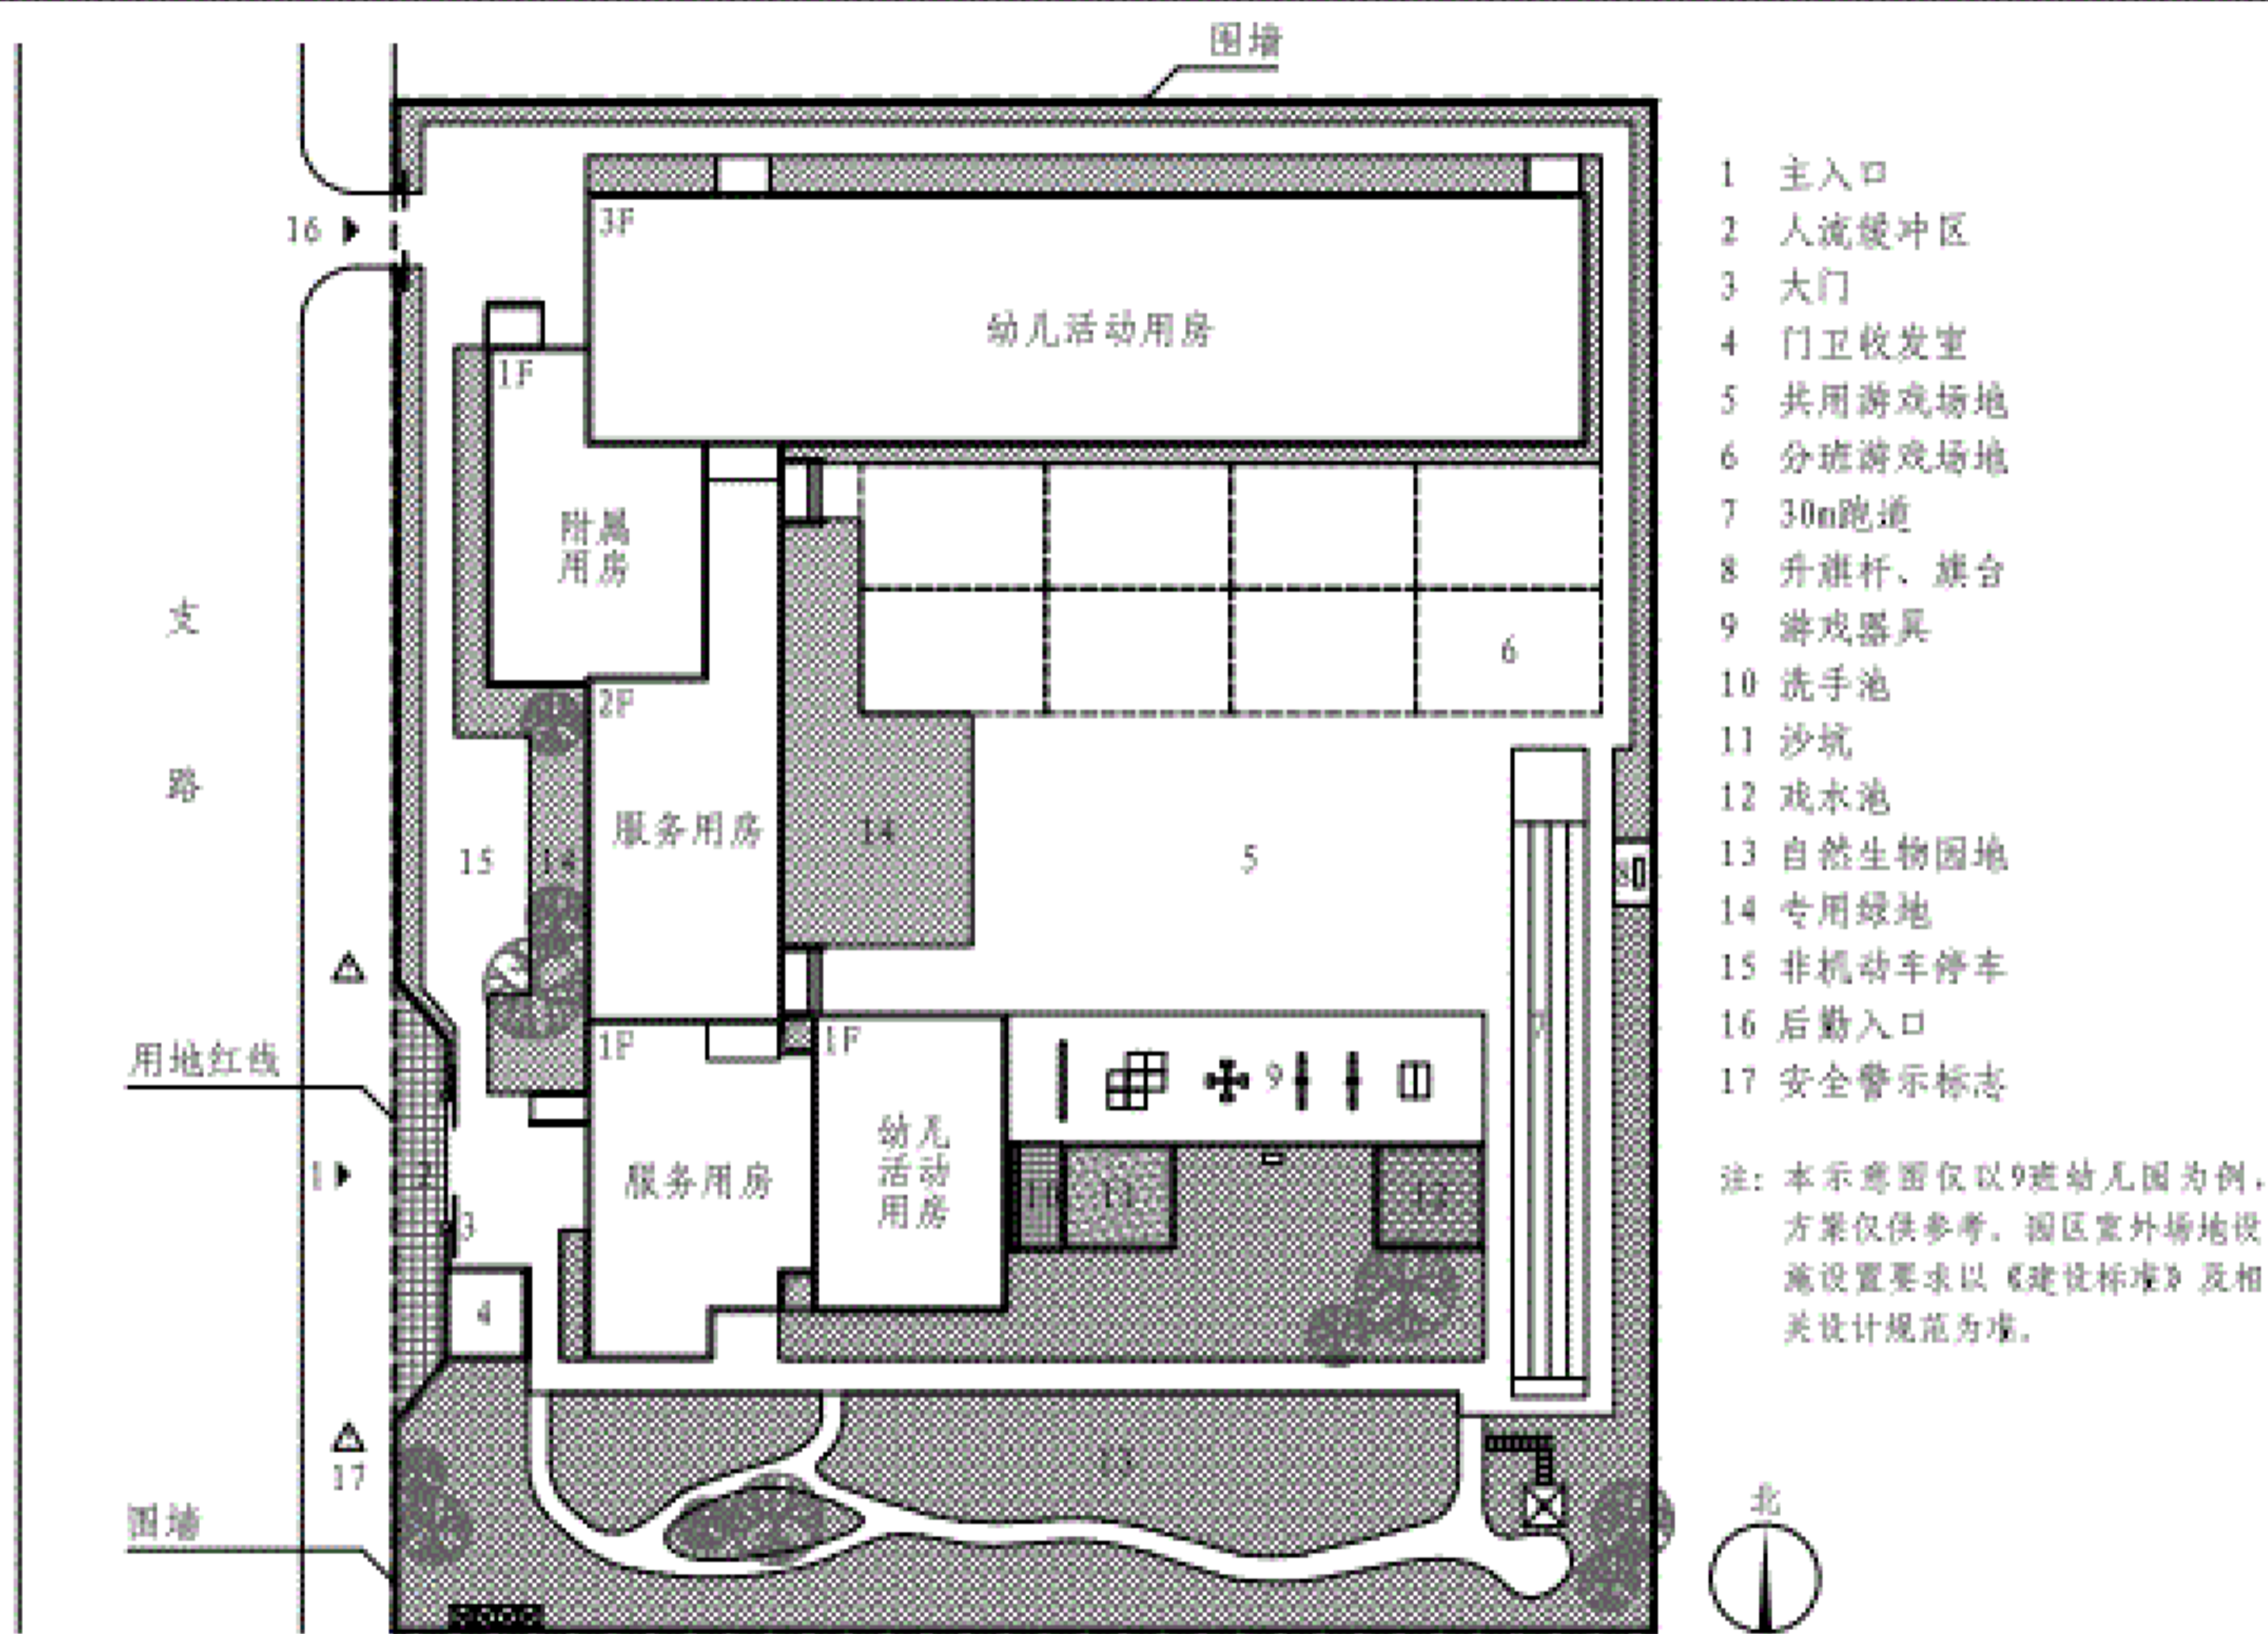 围墙
16
3F
幼儿活动用房
1F
附属
用房
6
支
路
2F
服务用房
14
15
14
5
8
7
用地红线
1F
1F
9
幼儿
活动
用房
服务用房
1
2
3
10
11
12
4
13
17
围墙
北
1 主入口
2 人流缓冲区
3 大门
4 门卫收发室
5 共用游戏场地
6 分班游戏场地
7 30m跑道
8 升旗杆、旗台
9 游戏器具
10 洗手池
11 沙坑
12 戏水池
13 自然生物园地
14 专用绿地
15 非机动车停车
16 后勤入口
17 安全警示标志
注: 本示意图仅以9班幼儿园为例,
方案仅供参考. 园区室外场地设
施设置要求以《建设标准》及相
关设计规范为准.